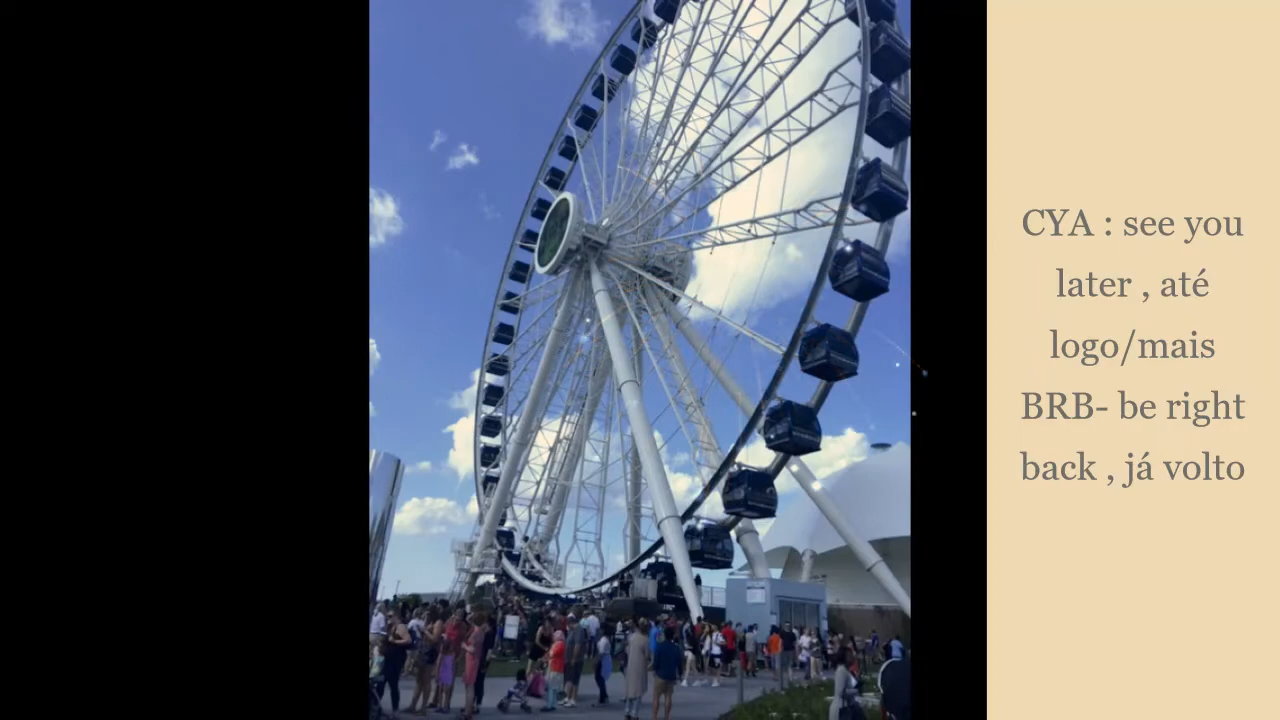 CYA : see you
later , até
logo/mais
BRB- be right
back , já volto